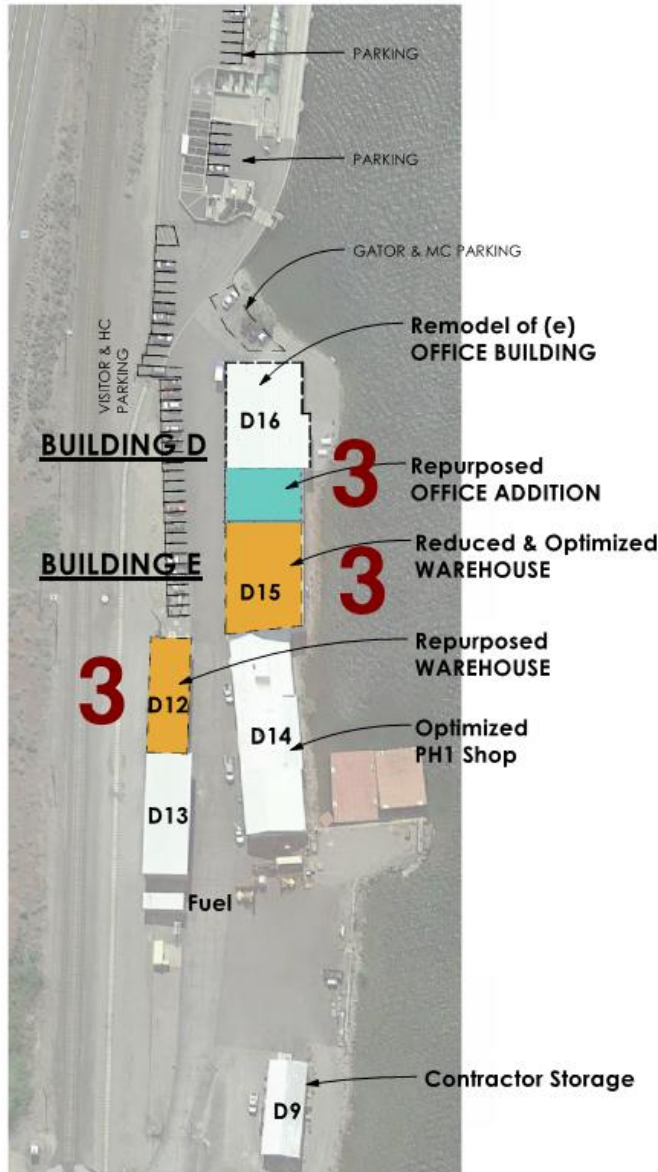 PARKING
PARKING
GATOR & MC PARKING
VISITOR & HC
PARKING
Remodel of (e)
OFFICE BUILDING
D16
BUILDING D
3
Repurposed
OFFICE ADDITION
Reduced & Optimized
WAREHOUSE
BUILDING E
D15
3
Repurposed
WAREHOUSE
3
D12
D14
Optimized
PH1 Shop
D13
Fuel
Contractor Storage
D9